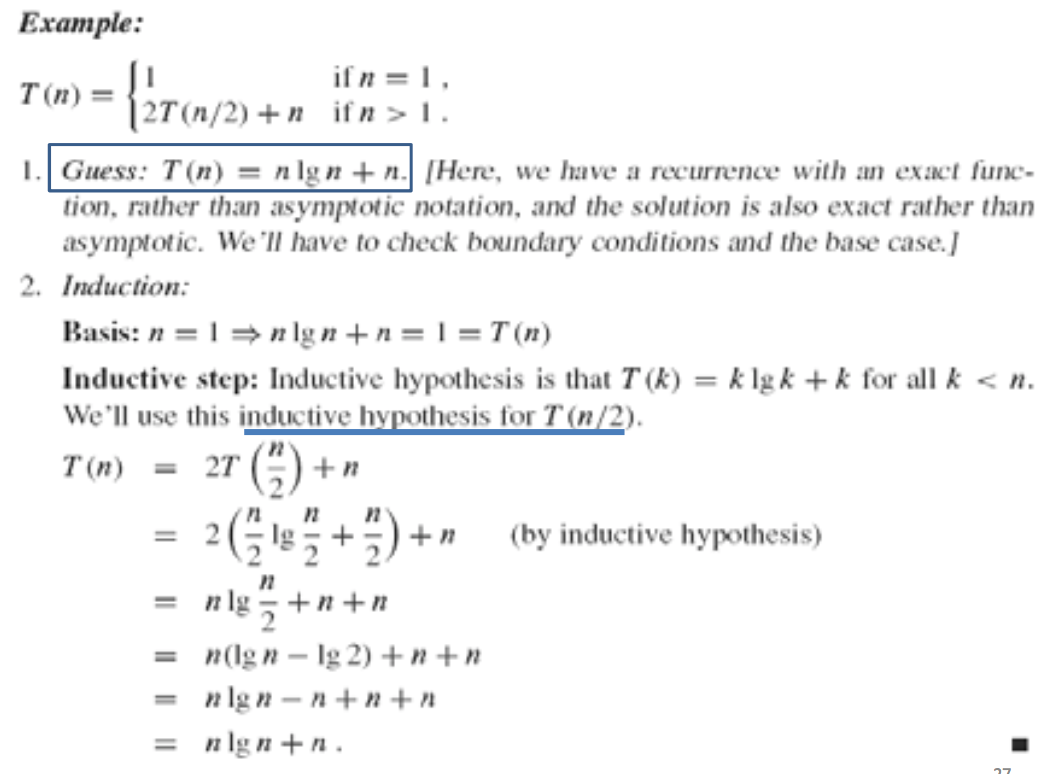 Example:
T(n) = { 1 if n = 1 ,
2T(n/2) + n if n > 1 .
1. Guess: T(n) = n lg n + n. [Here, we have a recurrence with an exact func-
tion, rather than asymptotic notation, and the solution is also exact rather than
asymptotic. We'll have to check boundary conditions and the base case.]
2. Induction:
Basis: n = 1 ⇒ n lg n + n = 1 = T(n)
Inductive step: Inductive hypothesis is that T(k) = k lg k + k for all k < n.
We'll use this inductive hypothesis for T(n/2).
T(n) = 2T (n/2) + n
= 2 (n/2 lg n/2 + n/2) + n (by inductive hypothesis)
= n lg n/2 + n + n
= n(lg n − lg 2) + n + n
= n lg n − n + n + n
= n lg n + n . ■
27